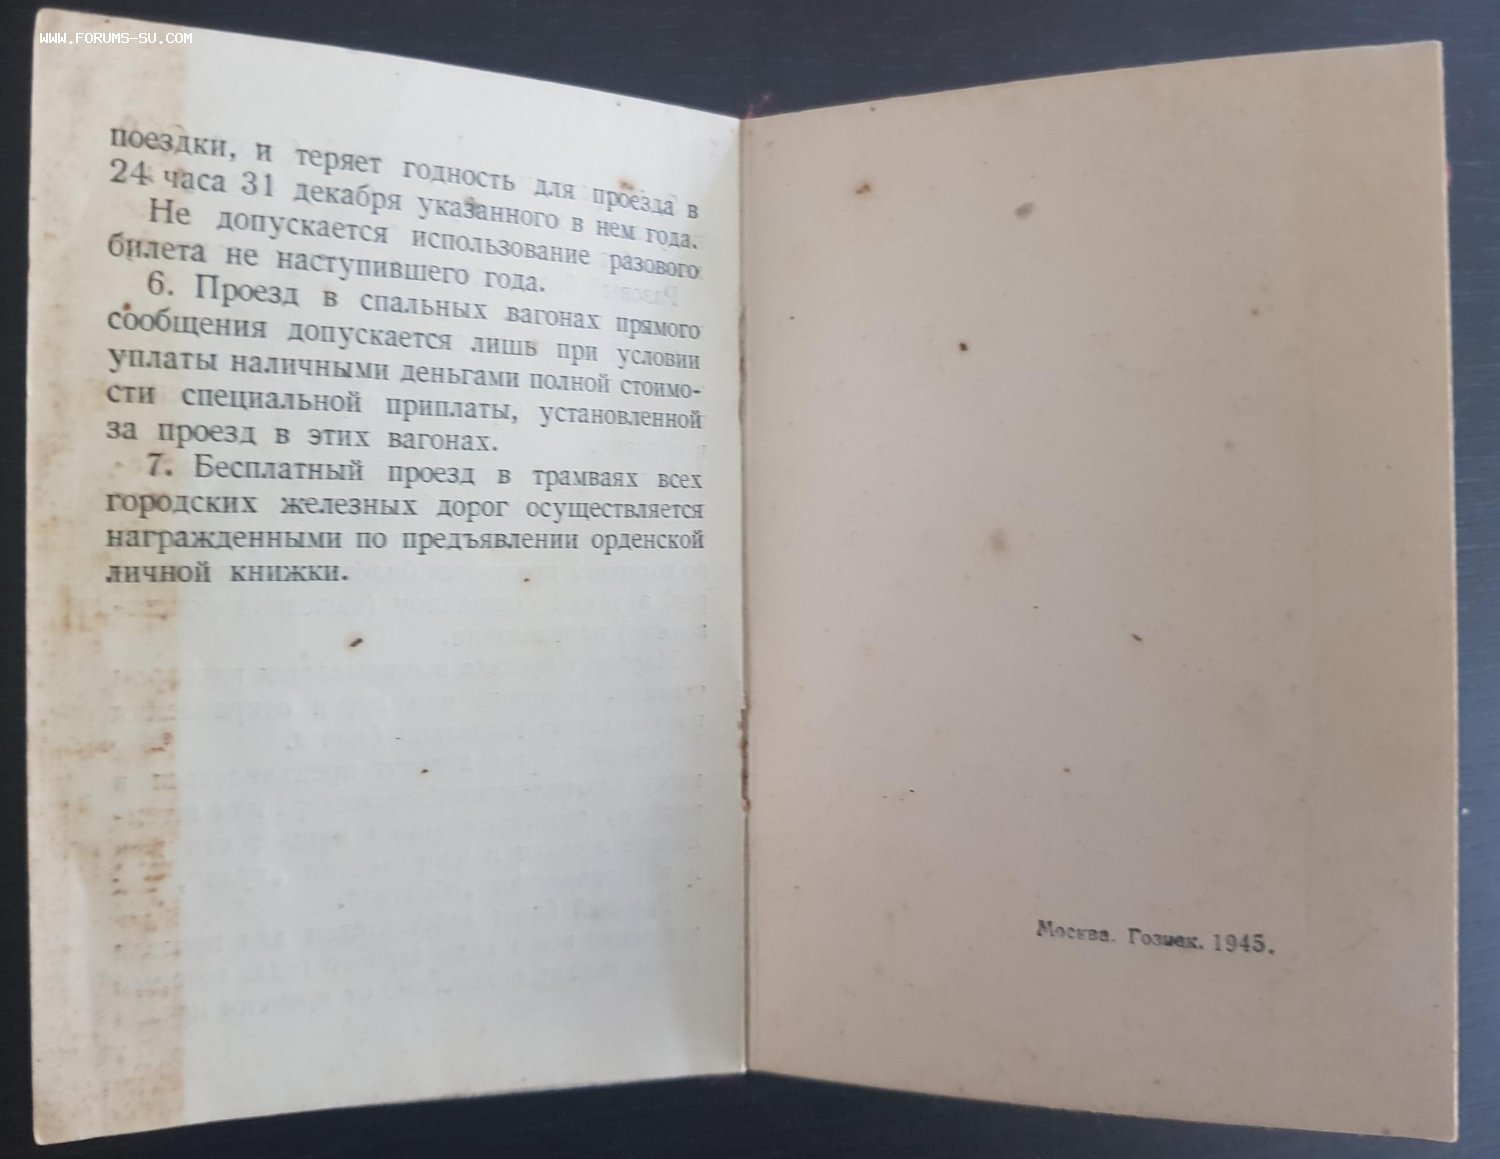 WWW.FORUMS-SU.COM
поездки, и теряет годность для проезда в
24 часа 31 декабря указанного в нем года.
Не допускается использование разового
билета не наступившего года.
6. Проезд в спальных вагонах прямого
сообщения допускается лишь при условии
уплаты наличными деньгами полной стоимо-
сти специальной приплаты, установленной
за проезд в этих вагонах.
7. Бесплатный проезд в трамваях всех
городских железных дорог осуществляется
награжденными по предъявлении орденской
личной книжки.
Москва. Гознак. 1945.